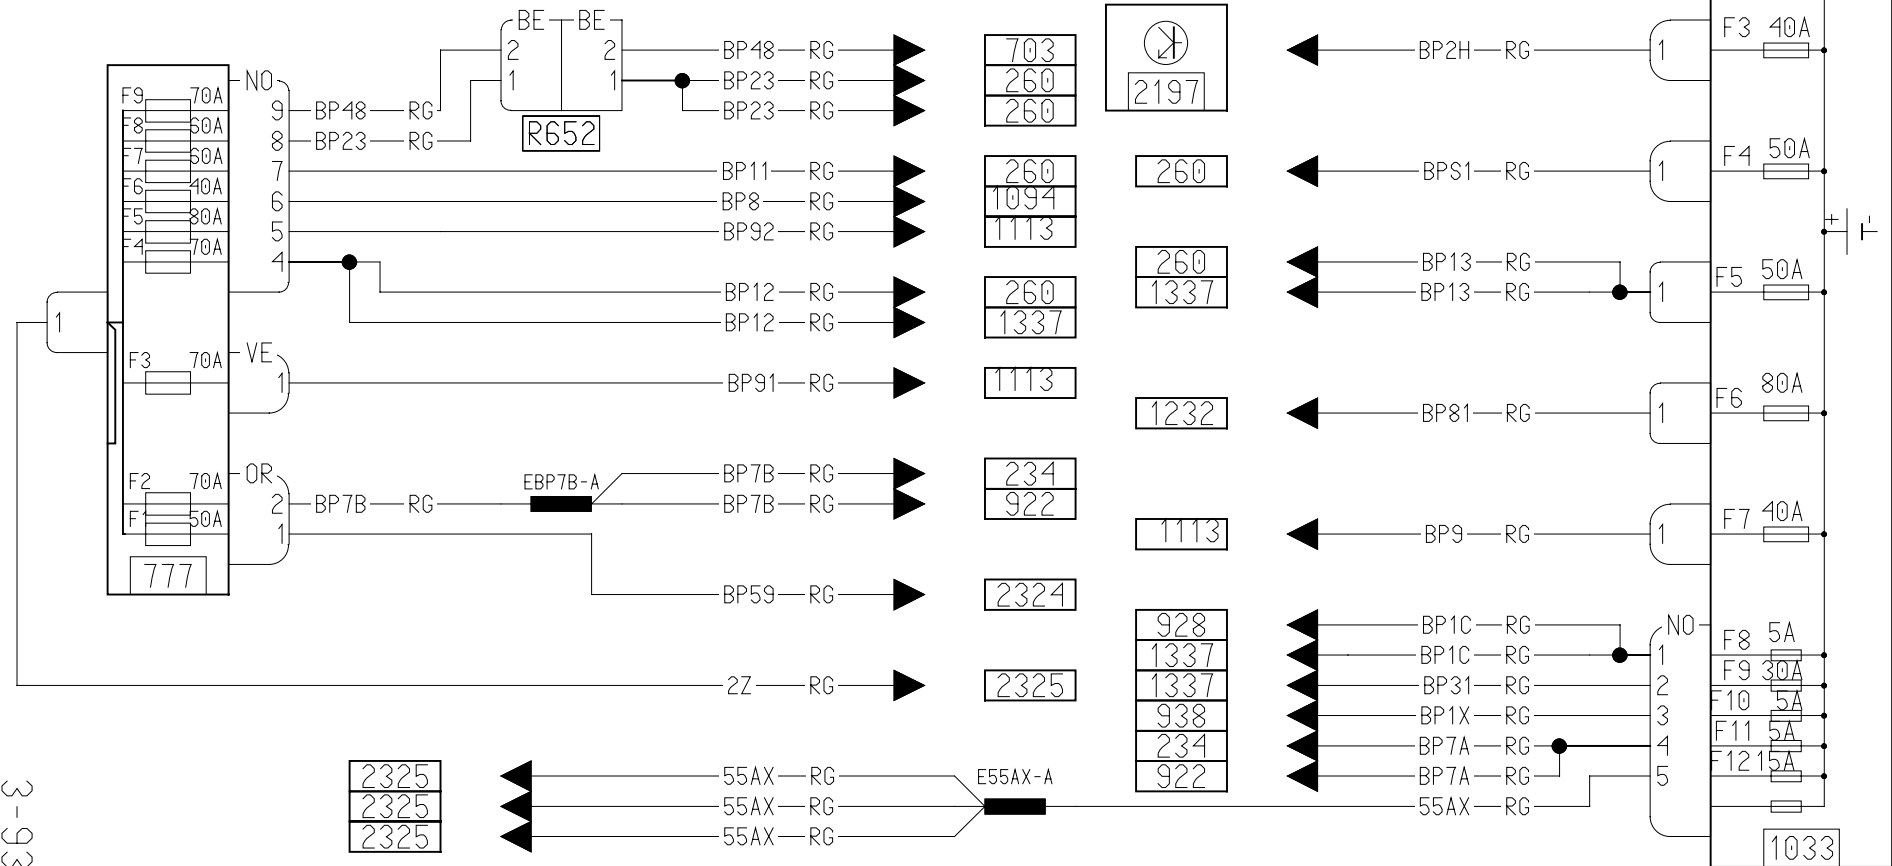 BE BE
2 2 BP48 RG 703
1 1 BP23 RG 260
BP23 RG 260
R652
2197
NO
F9 70A 9 BP48 RG
F8 60A 8 BP23 RG
F7 60A 7 BP11 RG 260
F6 40A 6 BP8 RG 1094
F5 80A 5 BP92 RG 1113
F4 70A 4
BP12 RG 260
BP12 RG 1337
1
VE
F3 70A 1 BP91 RG 1113
OR
F2 70A 2 BP7B RG EBP7B-A BP7B RG 234
BP7B RG 922
F1 50A 1
BP59 RG 2324
777
2Z RG 2325
BP2H RG 1 F3 40A
260 BPS1 RG 1 F4 50A
+ -
260 BP13 RG
1337 BP13 RG 1 F5 50A
1232 BP81 RG 1 F6 80A
1113 BP9 RG 1 F7 40A
NO
928 BP1C RG
1337 BP1C RG 1 F8 5A
1337 BP31 RG 2 F9 30A
938 BP1X RG 3 F10 5A
234 BP7A RG 4 F11 5A
922 BP7A RG 5 F12 15A
2325 55AX RG E55AX-A
2325 55AX RG 55AX RG
2325 55AX RG
1033
3-93